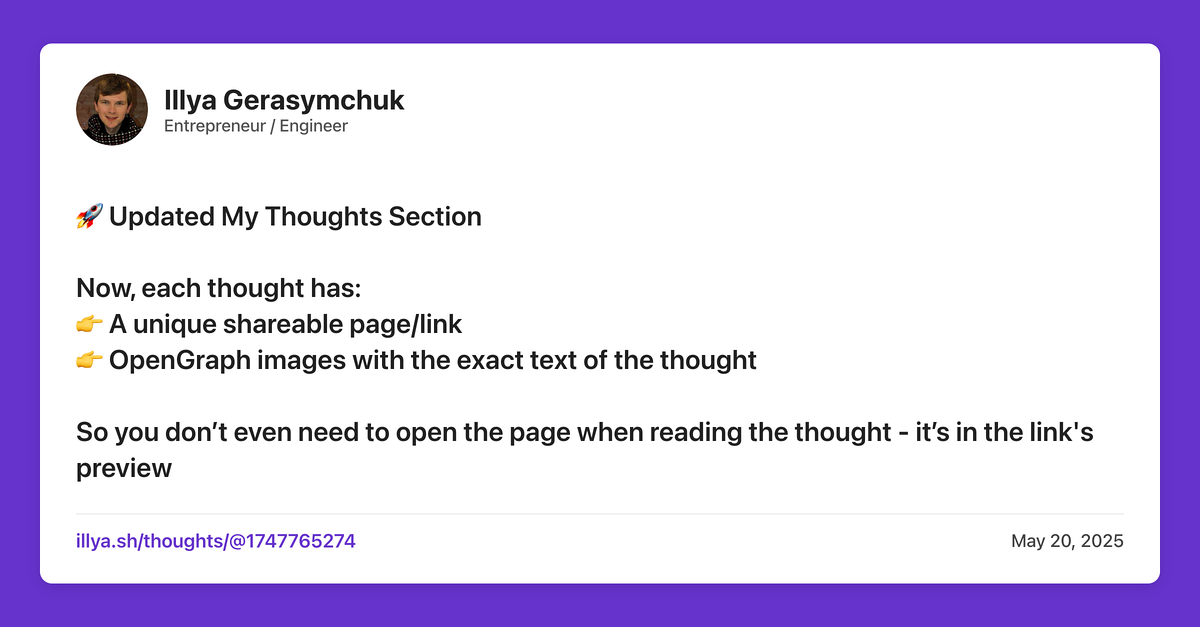 Illya Gerasymchuk
Entrepreneur / Engineer
🚀 Updated My Thoughts Section
Now, each thought has:
👉 A unique shareable page/link
👉 OpenGraph images with the exact text of the thought
So you don’t even need to open the page when reading the thought - it’s in the link's
preview
illya.sh/thoughts/@1747765274
May 20, 2025